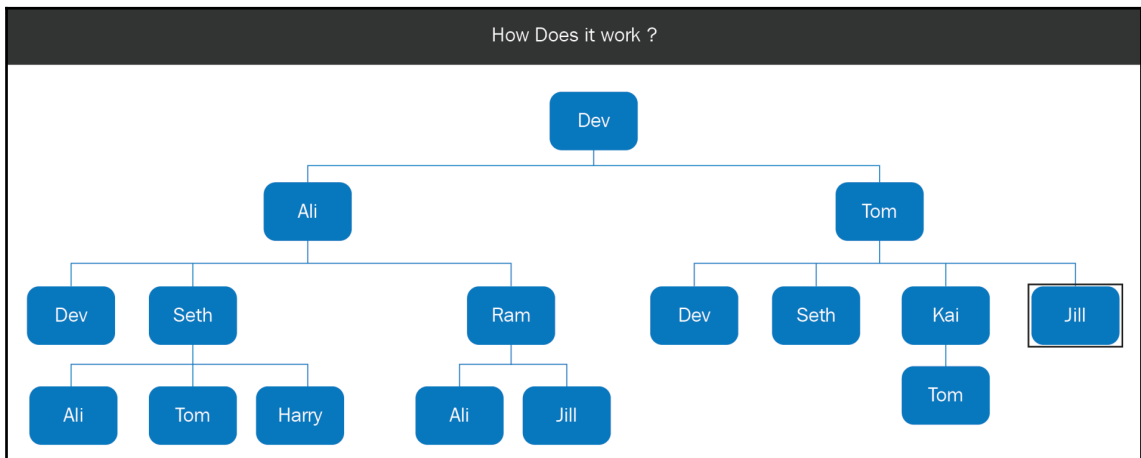 How Does it work ?
Dev
Ali Tom
Dev Seth Ram Dev Seth Kai Jill
Ali Tom Harry Ali Jill Tom